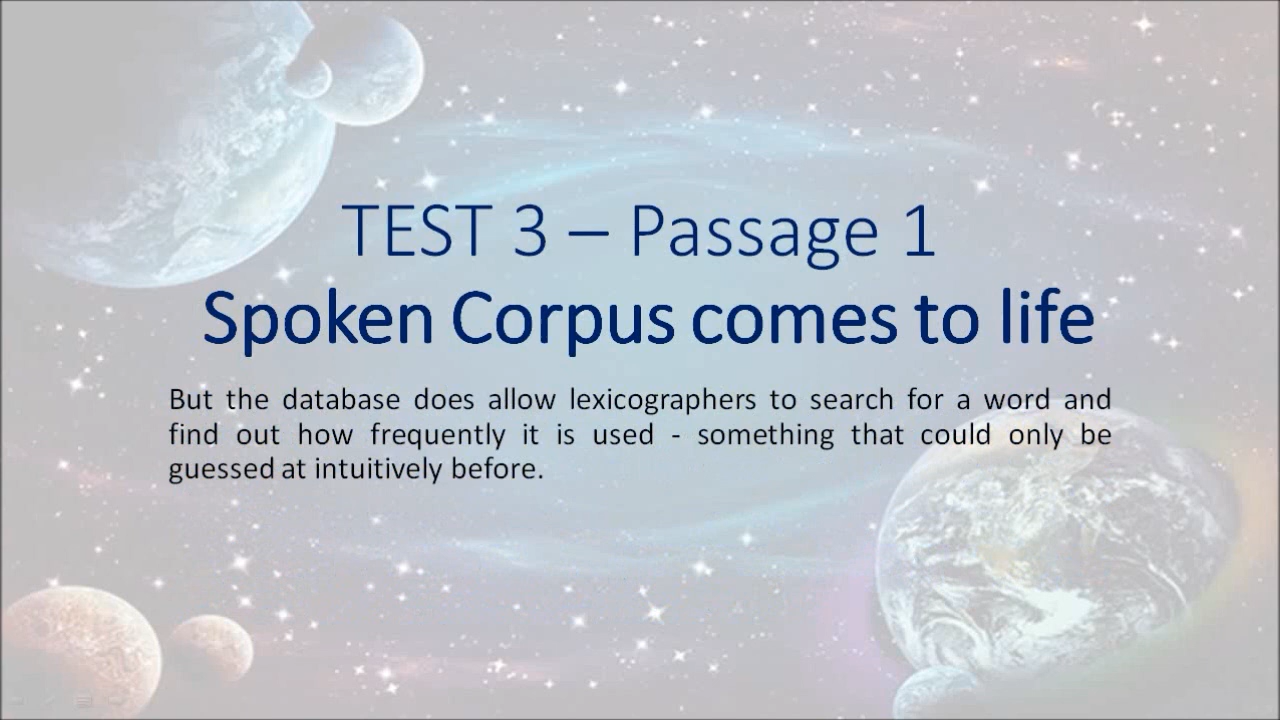 TEST 3 – Passage 1
Spoken Corpus comes to life
But the database does allow lexicographers to search for a word and
find out how frequently it is used - something that could only be
guessed at intuitively before.